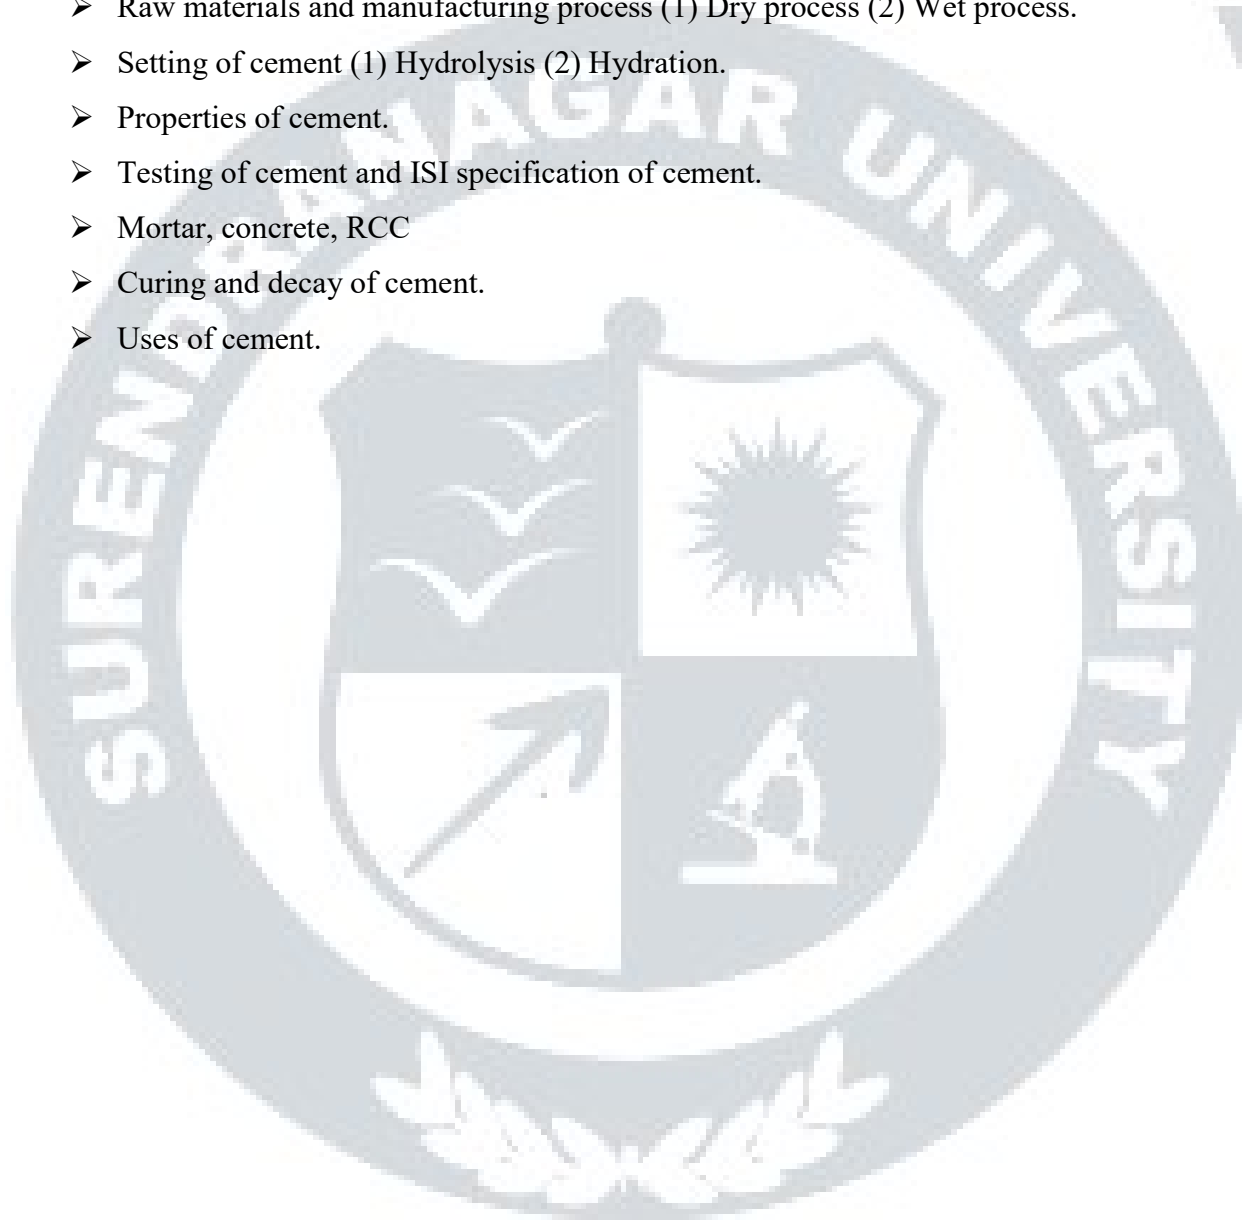 ➢ Raw materials and manufacturing process (1) Dry process (2) Wet process.
➢ Setting of cement (1) Hydrolysis (2) Hydration.
➢ Properties of cement.
➢ Testing of cement and ISI specification of cement.
➢ Mortar, concrete, RCC
➢ Curing and decay of cement.
➢ Uses of cement.
SURENDRANAGAR UNIVERSITY